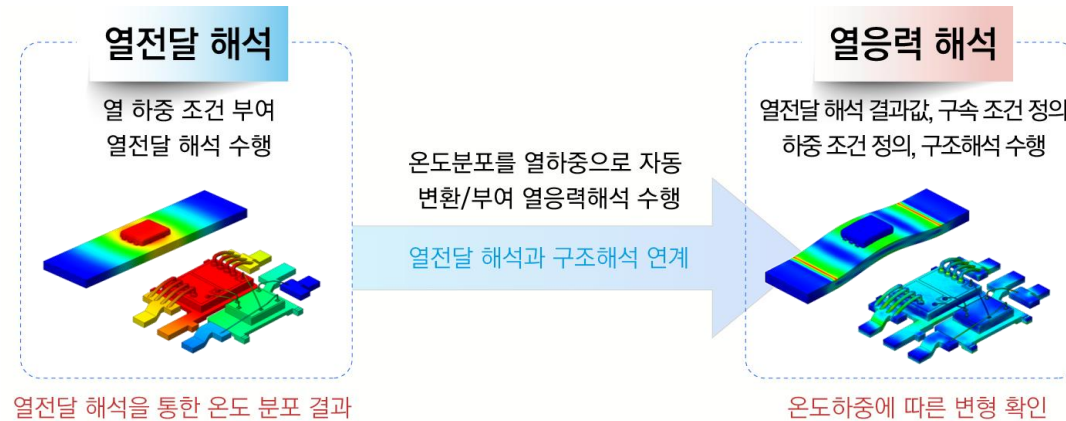 열전달 해석
열 하중 조건 부여
열전달 해석 수행
열전달 해석을 통한 온도 분포 결과
온도분포를 열하중으로 자동
변환/부여 열응력해석 수행
열전달 해석과 구조해석 연계
열응력 해석
열전달 해석 결과값, 구속 조건 정의
하중 조건 정의, 구조해석 수행
온도하중에 따른 변형 확인